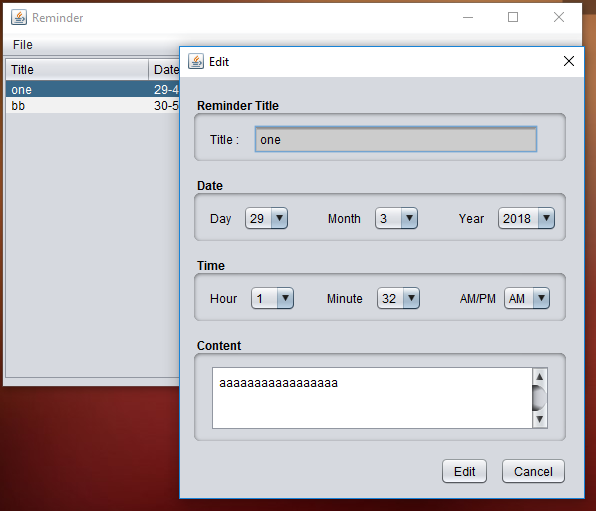 Reminder
File
Title Date
one 29-4
bb 30-5
Edit
Reminder Title
Title : one
Date
Day 29 Month 3 Year 2018
Time
Hour 1 Minute 32 AM/PM AM
Content
aaaaaaaaaaaaaaaaa
Edit Cancel